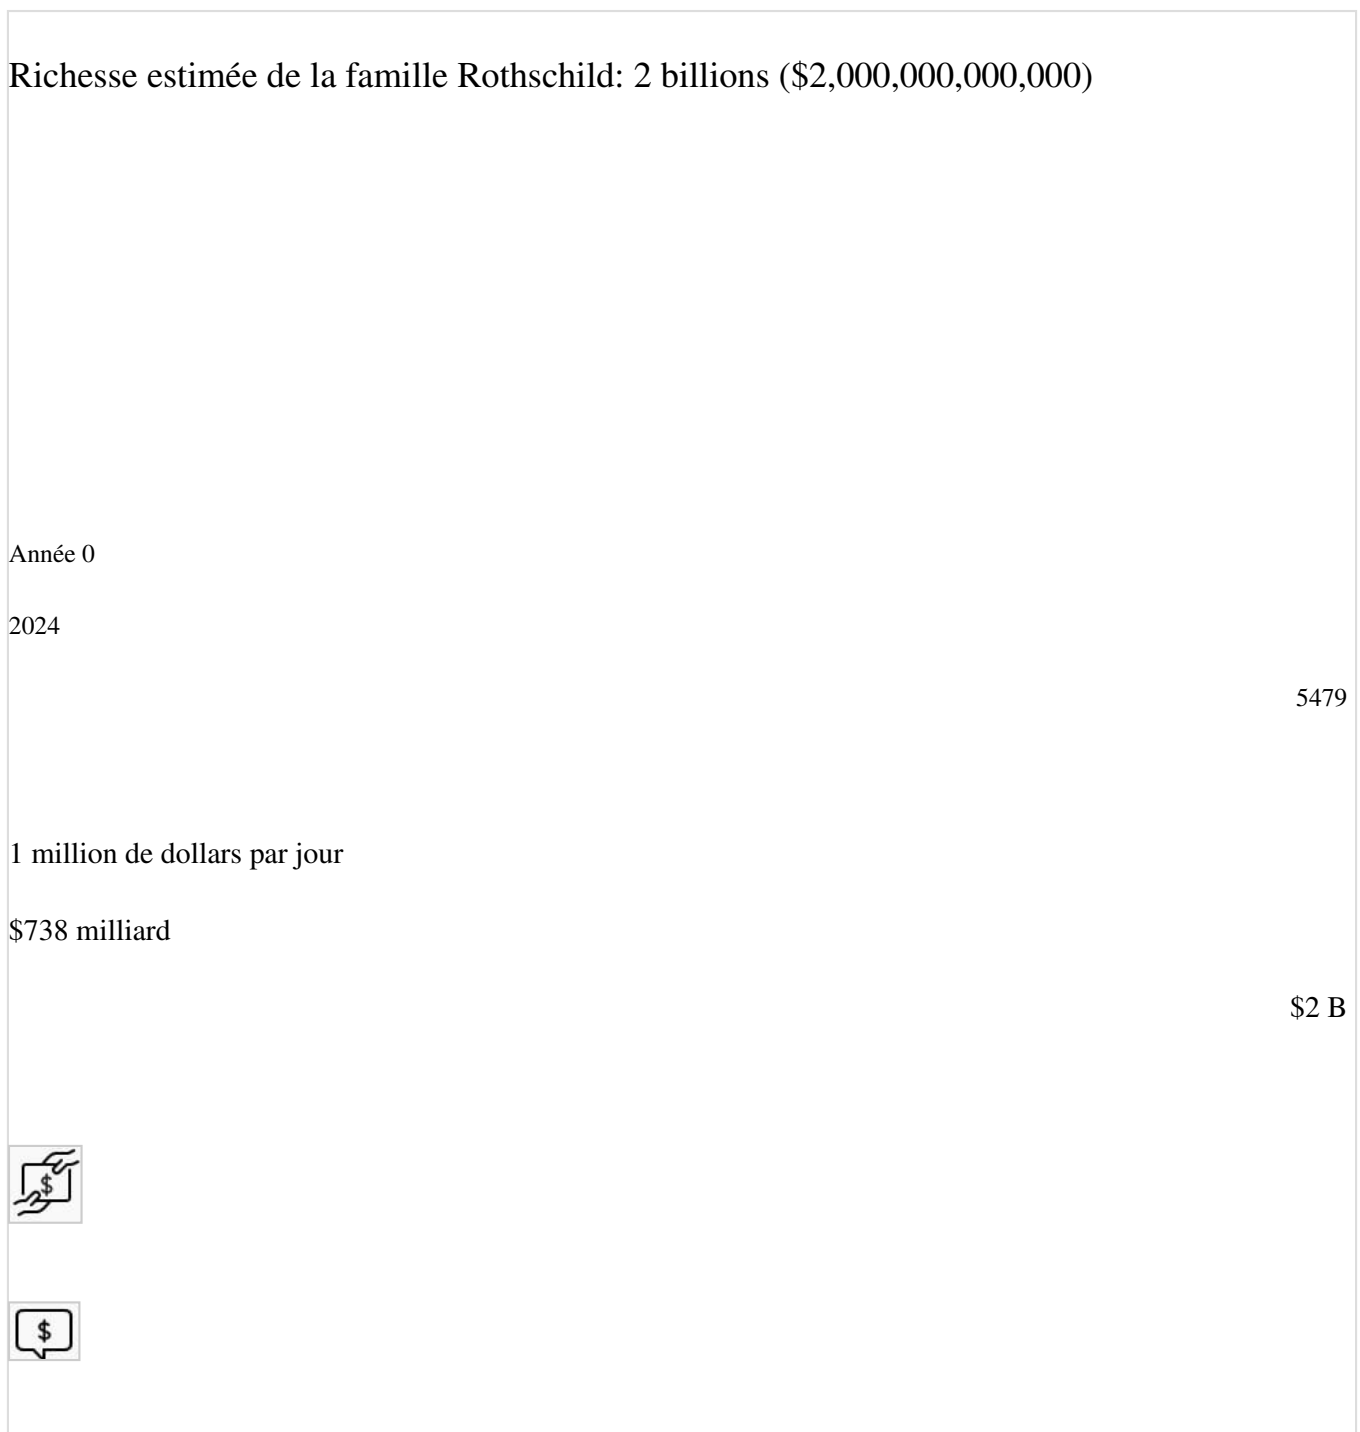 Richesse estimée de la famille Rothschild: 2 billions ($2,000,000,000,000)
Année 0
2024
5479
1 million de dollars par jour
$738 milliard
$2 B
$
$